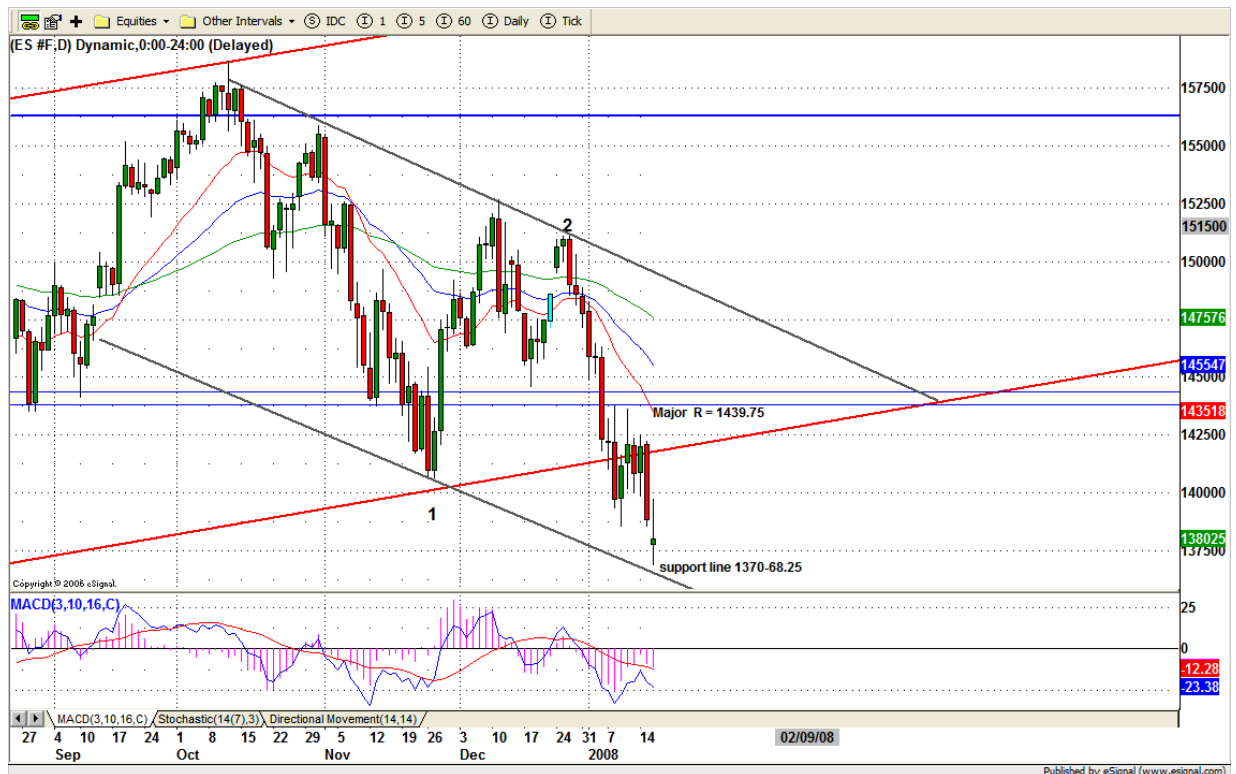 Equities Other Intervals S IDC I 1 I 5 I 60 I Daily I Tick
(ES #F,D) Dynamic,0:00-24:00 (Delayed)
157500
155000
152500
2
151500
150000
147576
145547
145000
Major R = 1439.75
143518
142500
140000
1
138025
137500
support line 1370-68.25
Copyright © 2006 eSignal.
MACD(3,10,16,C)
25
0
-12.28
-23.38
MACD(3,10,16,C) Stochastic(14(7),3) Directional Movement(14,14)
27 4 10 17 24 1 8 15 22 29 5 12 19 26 3 10 17 24 31 7 14 02/09/08
Sep Oct Nov Dec 2008
Published by eSignal (www.esignal.com)